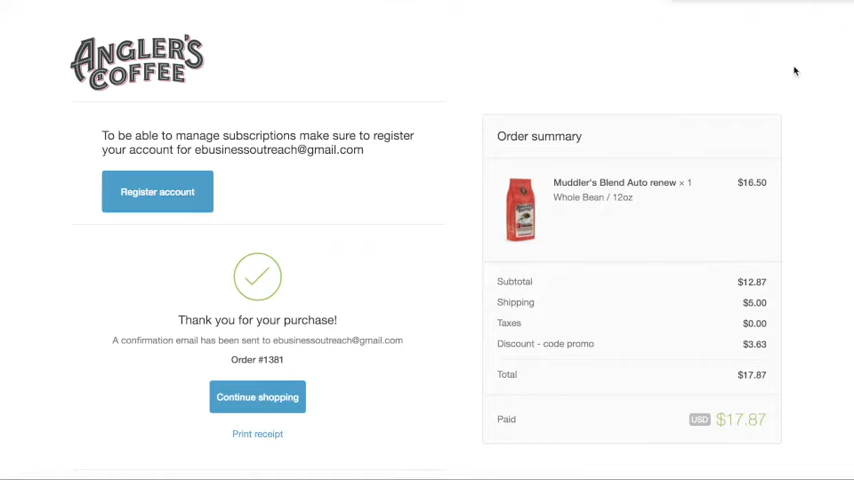 ANGLER'S
COFFEE
To be able to manage subscriptions make sure to register
your account for ebusinessoutreach@gmail.com
Register account
Thank you for your purchase!
A confirmation email has been sent to ebusinessoutreach@gmail.com
Order #1381
Continue shopping
Print receipt
Order summary
Muddler's Blend Auto renew × 1 $16.50
Whole Bean / 12oz
Subtotal $12.87
Shipping $5.00
Taxes $0.00
Discount - code promo $3.63
Total $17.87
Paid USD $17.87